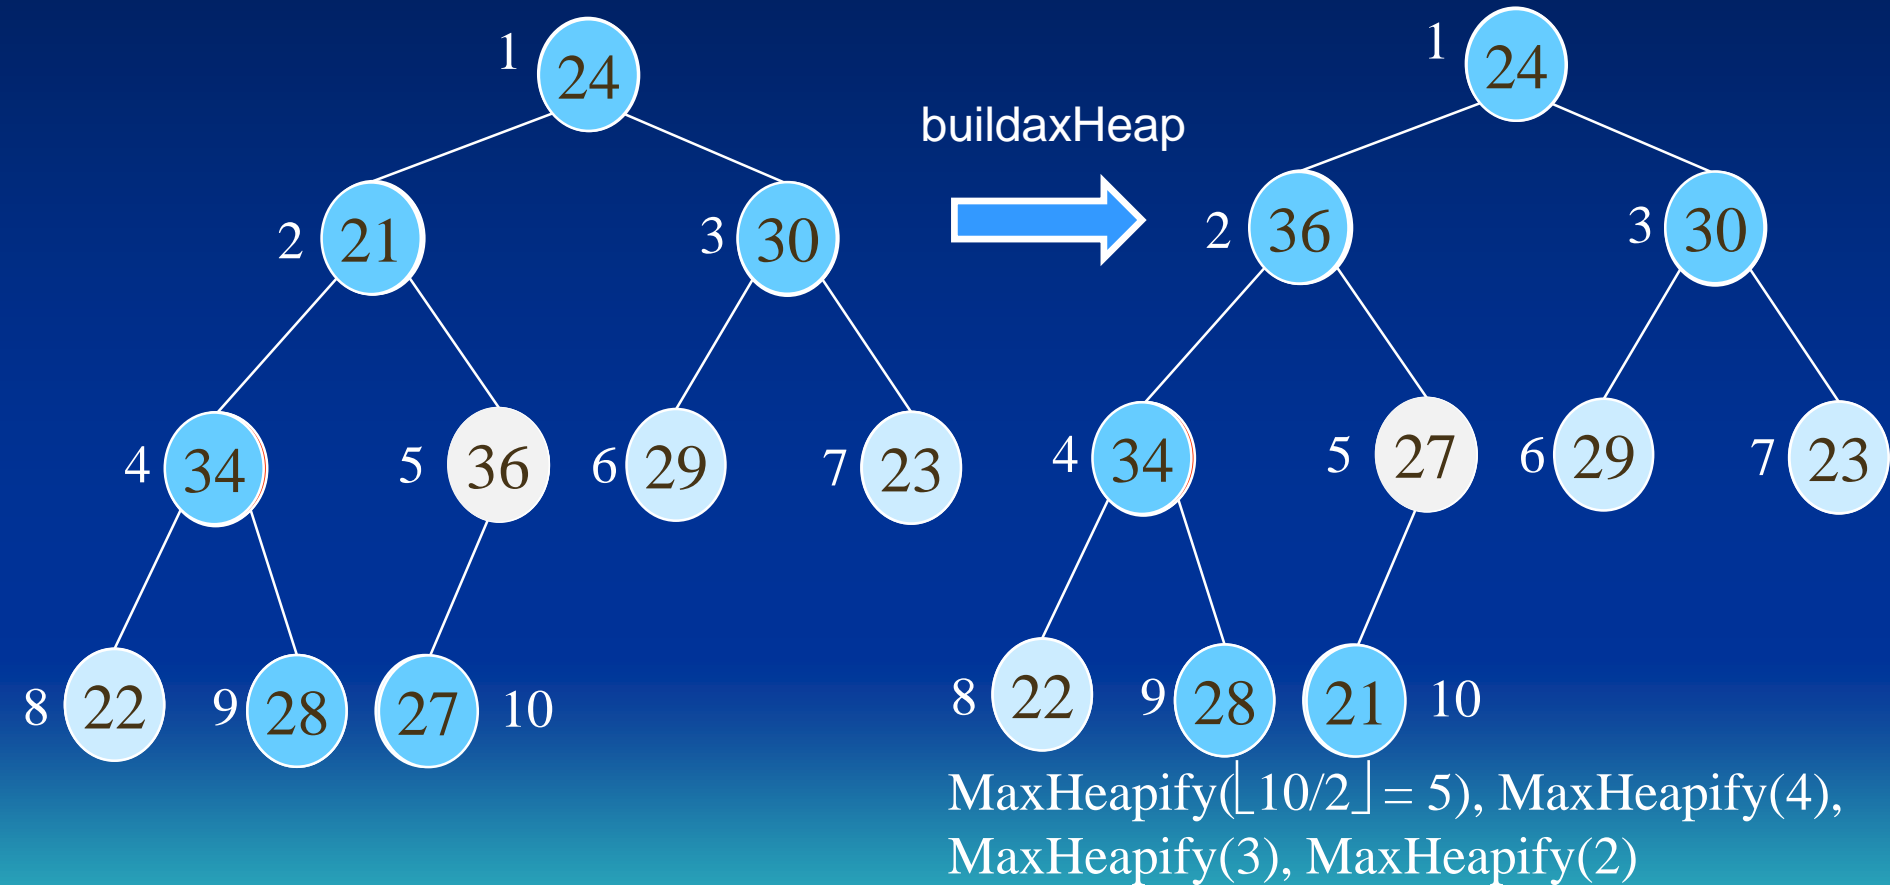 1 24
buildaxHeap
1 24
2 21 3 30
2 36 3 30
4 34 5 36 6 29 7 23
4 34 5 27 6 29 7 23
8 22 9 28 27 10
8 22 9 28 21 10
MaxHeapify(⌊10/2⌋ = 5), MaxHeapify(4),
MaxHeapify(3), MaxHeapify(2)